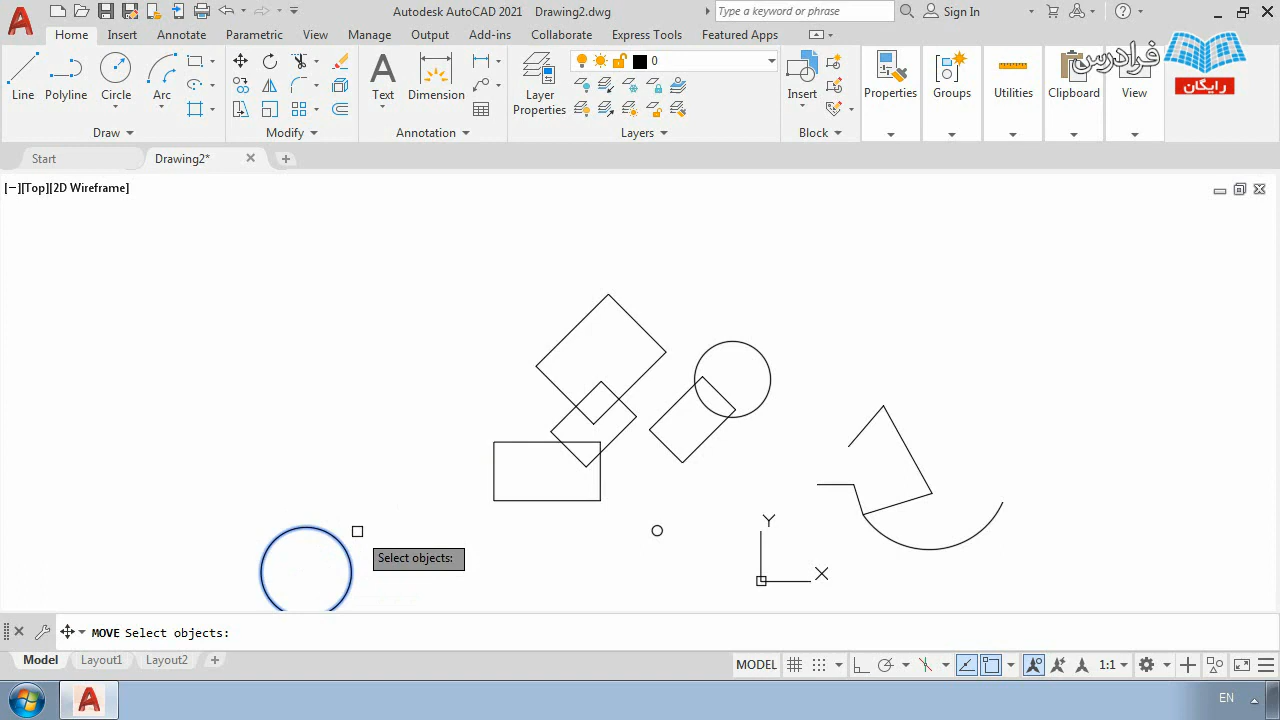 Autodesk AutoCAD 2021 Drawing2.dwg
Type a keyword or phrase
Sign In
Home Insert Annotate Parametric View Manage Output Add-ins Collaborate Express Tools Featured Apps
فرادرس
رایگان
Line Polyline Circle Arc
Text Dimension
Layer
Properties
0
Insert
Properties Groups Utilities Clipboard View
Draw Modify Annotation Layers Block
Start Drawing2*
[−][Top][2D Wireframe]
Y
X
Select objects:
MOVE Select objects:
Model Layout1 Layout2
MODEL 1:1
EN